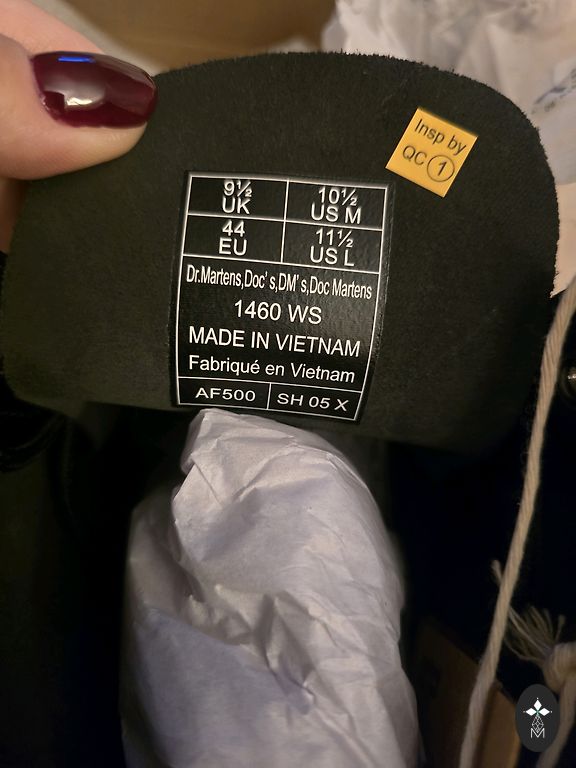 Insp by
QC 1
9½ UK
10½ US M
44 EU
11½ US L
Dr.Martens,Doc's,DM's,Doc Martens
1460 WS
MADE IN VIETNAM
Fabriqué en Vietnam
AF500
SH 05 X